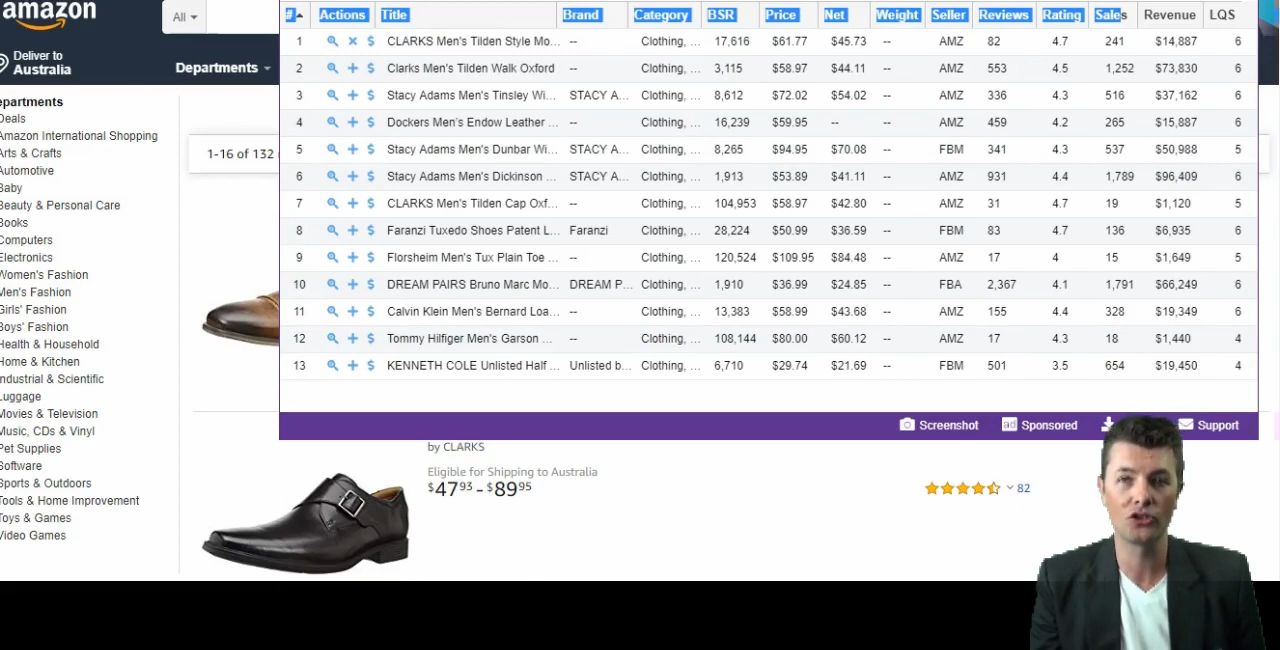 amazon
All
Deliver to
Australia
Departments
epartments
Deals
Amazon International Shopping
Arts & Crafts
Automotive
Baby
Beauty & Personal Care
Books
Computers
Electronics
Women's Fashion
Men's Fashion
Girls' Fashion
Boys' Fashion
Health & Household
Home & Kitchen
ndustrial & Scientific
Luggage
Movies & Television
Music, CDs & Vinyl
Pet Supplies
Software
Sports & Outdoors
Tools & Home Improvement
Toys & Games
Video Games
1-16 of 132
# Actions Title Brand Category BSR Price Net Weight Seller Reviews Rating Sales Revenue LQS
1 CLARKS Men's Tilden Style Mo... -- Clothing, ... 17,616 $61.77 $45.73 -- AMZ 82 4.7 241 $14,887 6
2 Clarks Men's Tilden Walk Oxford -- Clothing, ... 3,115 $58.97 $44.11 -- AMZ 553 4.5 1,252 $73,830 6
3 Stacy Adams Men's Tinsley Wi... STACY A... Clothing, ... 8,612 $72.02 $54.02 -- AMZ 336 4.3 516 $37,162 6
4 Dockers Men's Endow Leather ... -- Clothing, ... 16,239 $59.95 -- -- AMZ 459 4.2 265 $15,887 6
5 Stacy Adams Men's Dunbar Wi... STACY A... Clothing, ... 8,265 $94.95 $70.08 -- FBM 341 4.3 537 $50,988 5
6 Stacy Adams Men's Dickinson ... STACY A... Clothing, ... 1,913 $53.89 $41.11 -- AMZ 931 4.4 1,789 $96,409 6
7 CLARKS Men's Tilden Cap Oxf... -- Clothing, ... 104,953 $58.97 $42.80 -- AMZ 31 4.7 19 $1,120 5
8 Faranzi Tuxedo Shoes Patent L... Faranzi Clothing, ... 28,224 $50.99 $36.59 -- FBM 83 4.7 136 $6,935 6
9 Florsheim Men's Tux Plain Toe ... -- Clothing, ... 120,524 $109.95 $84.48 -- AMZ 17 4 15 $1,649 5
10 DREAM PAIRS Bruno Marc Mo... DREAM P... Clothing, ... 1,910 $36.99 $24.85 -- FBA 2,367 4.1 1,791 $66,249 6
11 Calvin Klein Men's Bernard Loa... -- Clothing, ... 13,383 $58.99 $43.68 -- AMZ 155 4.4 328 $19,349 6
12 Tommy Hilfiger Men's Garson ... -- Clothing, ... 108,144 $80.00 $60.12 -- AMZ 17 4.3 18 $1,440 4
13 KENNETH COLE Unlisted Half ... Unlisted b... Clothing, ... 6,710 $29.74 $21.69 -- FBM 501 3.5 654 $19,450 4
Screenshot ad Sponsored Support
by CLARKS
Eligible for Shipping to Australia
$47 93 - $89 95
82